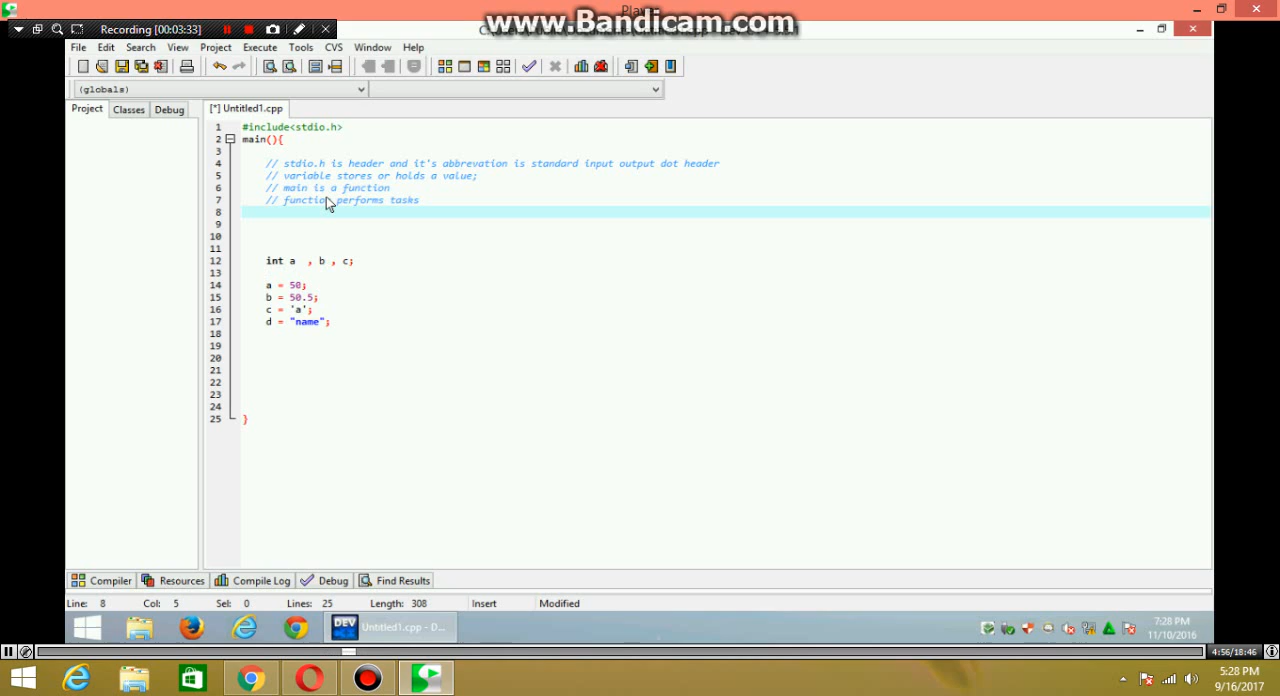 www.Bandicam.com
Recording [00:03:33]
File Edit Search View Project Execute Tools CVS Window Help
(globals)
Project Classes Debug [*] Untitled1.cpp
1 #include<stdio.h>
2 main(){
3
4 // stdio.h is header and it's abbrevation is standard input output dot header
5 // variable stores or holds a value;
6 // main is a function
7 // function performs tasks
8
9
10
11
12 int a , b , c;
13
14 a = 50;
15 b = 50.5;
16 c = 'a';
17 d = "name";
18
19
20
21
22
23
24
25 }
Compiler Resources Compile Log Debug Find Results
Line: 8 Col: 5 Sel: 0 Lines: 25 Length: 308 Insert Modified
DEV Untitled1.cpp - D...
7:28 PM
11/10/2016
4:56/18:46
5:28 PM
9/16/2017